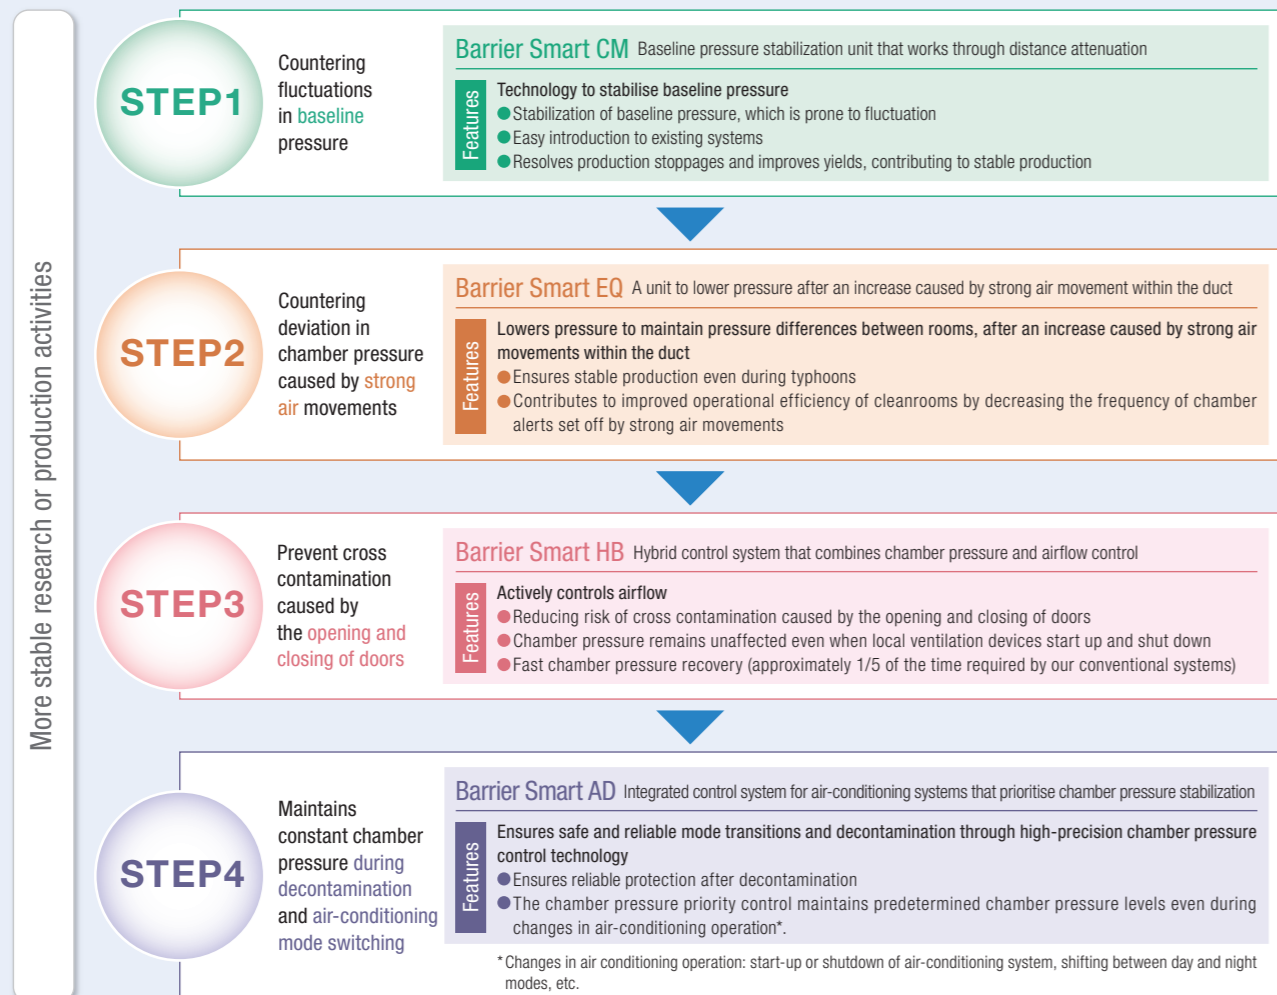 More stable research or production activities
STEP1
Countering
fluctuations
in baseline
pressure
Barrier Smart CM Baseline pressure stabilization unit that works through distance attenuation
Features
Technology to stabilise baseline pressure
●Stabilization of baseline pressure, which is prone to fluctuation
●Easy introduction to existing systems
●Resolves production stoppages and improves yields, contributing to stable production
STEP2
Countering
deviation in
chamber pressure
caused by strong
air movements
Barrier Smart EQ A unit to lower pressure after an increase caused by strong air movement within the duct
Features
Lowers pressure to maintain pressure differences between rooms, after an increase caused by strong air
movements within the duct
●Ensures stable production even during typhoons
●Contributes to improved operational efficiency of cleanrooms by decreasing the frequency of chamber
alerts set off by strong air movements
STEP3
Prevent cross
contamination
caused by
the opening and
closing of doors
Barrier Smart HB Hybrid control system that combines chamber pressure and airflow control
Features
Actively controls airflow
●Reducing risk of cross contamination caused by the opening and closing of doors
●Chamber pressure remains unaffected even when local ventilation devices start up and shut down
●Fast chamber pressure recovery (approximately 1/5 of the time required by our conventional systems)
STEP4
Maintains
constant chamber
pressure during
decontamination
and air-conditioning
mode switching
Barrier Smart AD Integrated control system for air-conditioning systems that prioritise chamber pressure stabilization
Features
Ensures safe and reliable mode transitions and decontamination through high-precision chamber pressure
control technology
●Ensures reliable protection after decontamination
●The chamber pressure priority control maintains predetermined chamber pressure levels even during
changes in air-conditioning operation*.
*Changes in air conditioning operation: start-up or shutdown of air-conditioning system, shifting between day and night
modes, etc.